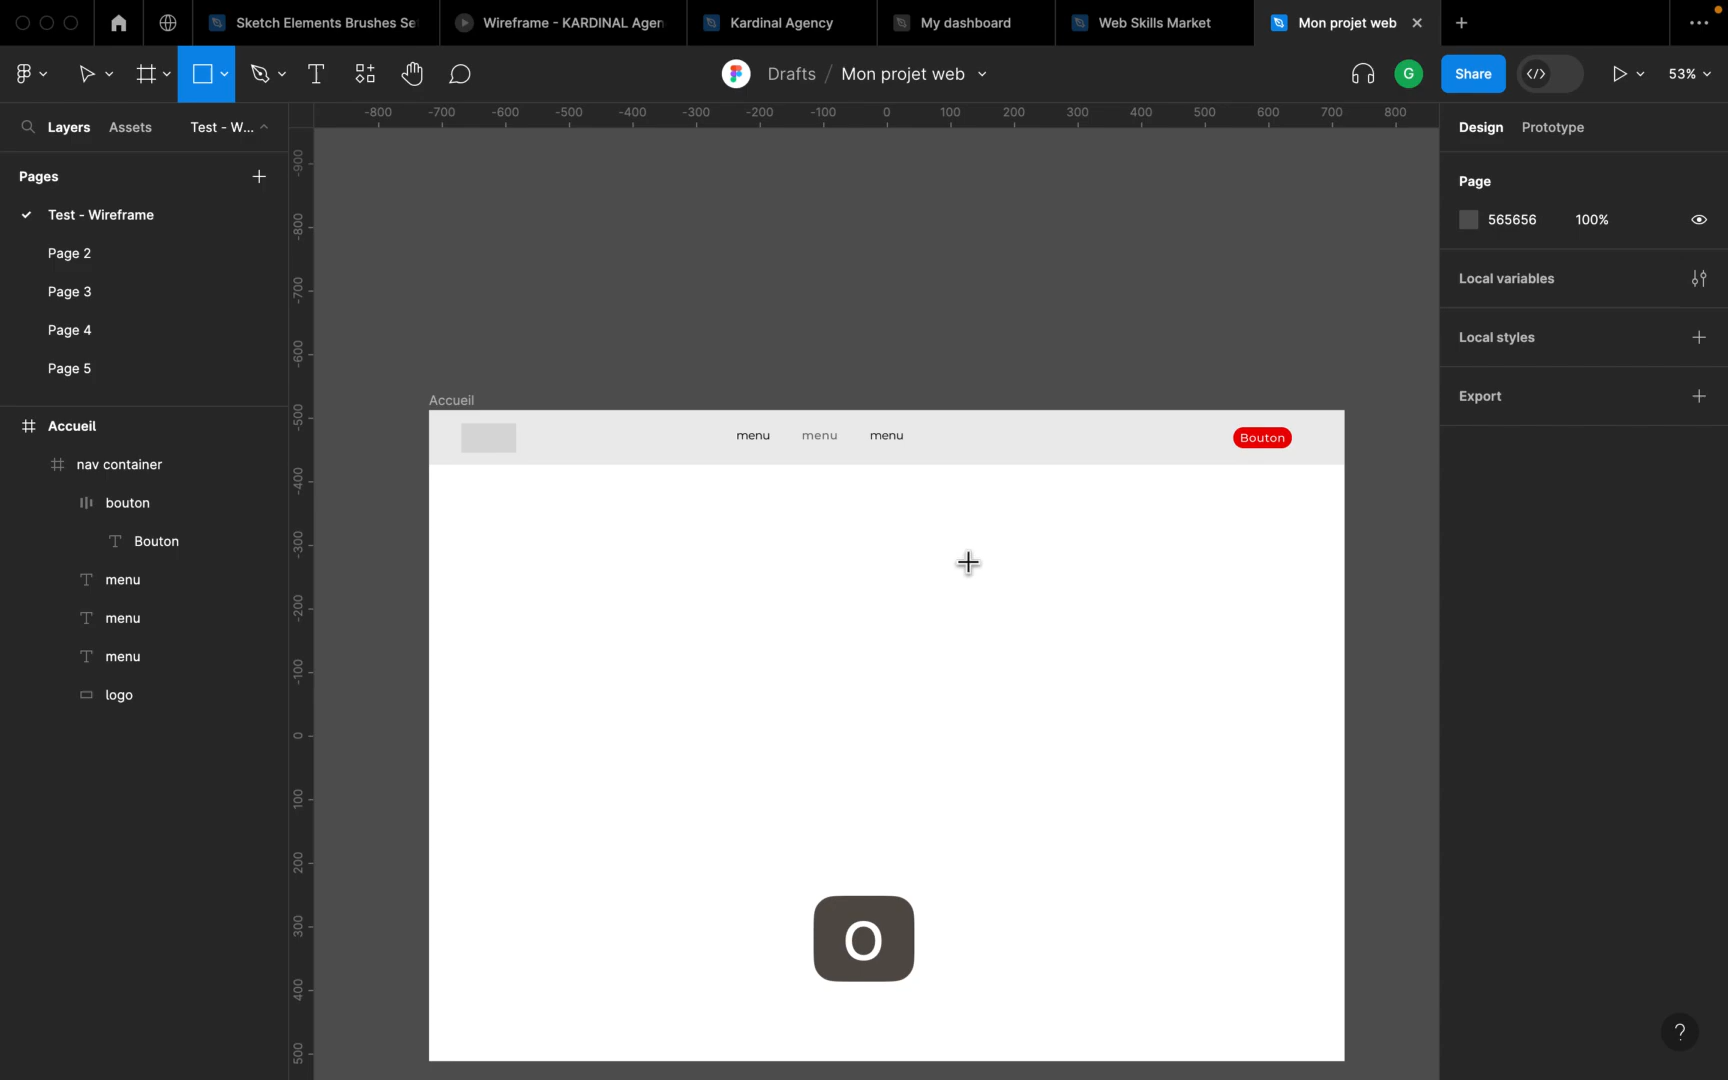 Sketch Elements Brushes Se
Wireframe - KARDINAL Agen
Kardinal Agency
My dashboard
Web Skills Market
Mon projet web
Drafts / Mon projet web
G
Share
53%
Layers
Assets
Test - W...
-800 -700 -600 -500 -400 -300 -200 -100 0 100 200 300 400 500 600 700 800
Design
Prototype
Pages
Test - Wireframe
Page 2
Page 3
Page 4
Page 5
Accueil
nav container
bouton
Bouton
menu
menu
menu
logo
-900
-800
-700
-600
-500
-400
-300
-200
-100
0
100
200
300
400
500
Accueil
menu
menu
menu
Bouton
O
Page
565656
100%
Local variables
Local styles
Export
?